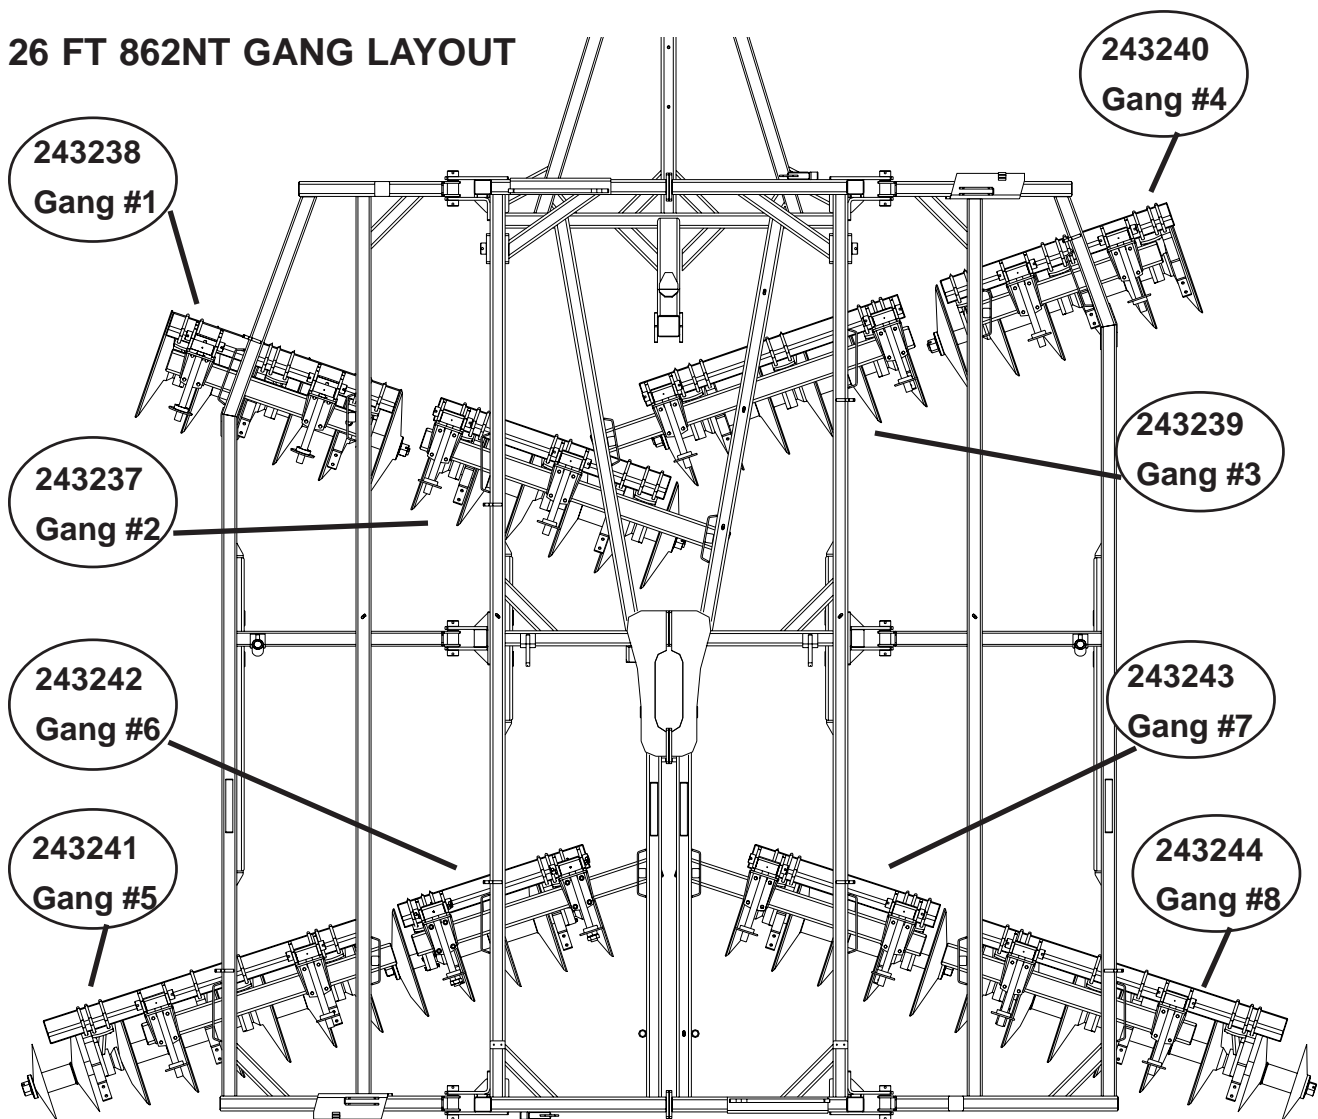 26 FT 862NT GANG LAYOUT
243240
Gang #4
243238
Gang #1
243239
Gang #3
243237
Gang #2
243242
Gang #6
243243
Gang #7
243241
Gang #5
243244
Gang #8